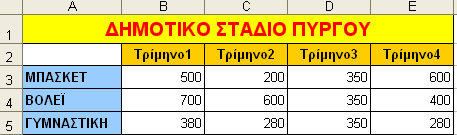 A B C D E
1 ΔΗΜΟΤΙΚΟ ΣΤΑΔΙΟ ΠΥΡΓΟΥ
2 Τρίμηνο1 Τρίμηνο2 Τρίμηνο3 Τρίμηνο4
3 ΜΠΑΣΚΕΤ 500 200 350 600
4 ΒΟΛΕΪ 700 600 350 400
5 ΓΥΜΝΑΣΤΙΚΗ 380 280 350 280